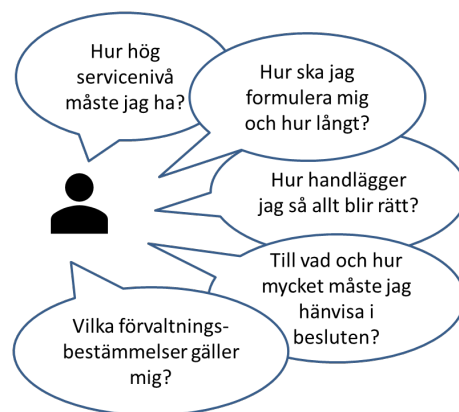 Hur hög
servicenivå
måste jag ha?
Hur ska jag
formulera mig
och hur långt?
Hur handlägger
jag så allt blir rätt?
Till vad och hur
mycket måste jag
hänvisa i
besluten?
Vilka förvaltnings-
bestämmelser gäller
mig?